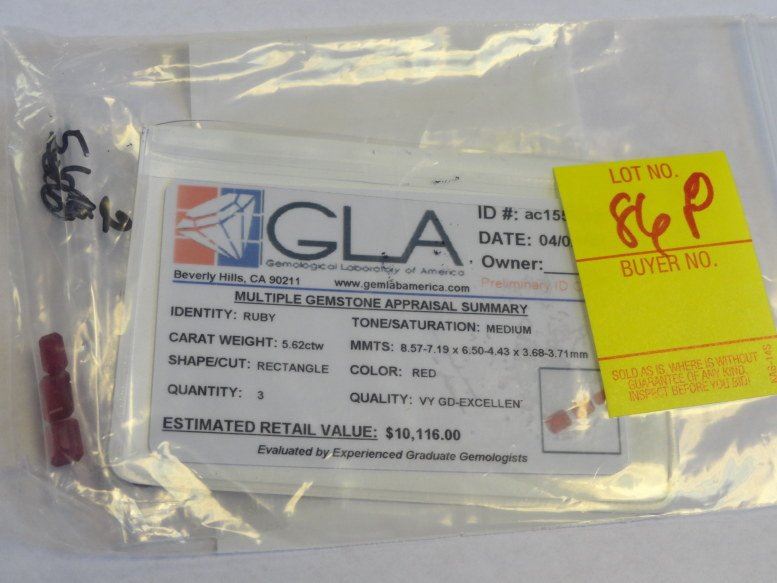 GLA
Gemological Laboratory of America
Beverly Hills, CA 90211
www.gemlabamerica.com
ID #: ac155
DATE: 04/0
Owner:
Preliminary ID
MULTIPLE GEMSTONE APPRAISAL SUMMARY
IDENTITY: RUBY
TONE/SATURATION: MEDIUM
CARAT WEIGHT: 5.62ctw
MMTS: 8.57-7.19 x 6.50-4.43 x 3.68-3.71mm
SHAPE/CUT: RECTANGLE
COLOR: RED
QUANTITY: 3
QUALITY: VY GD-EXCELLEN
ESTIMATED RETAIL VALUE: $10,116.00
Evaluated by Experienced Graduate Gemologists
LOT NO.
86 P
BUYER NO.
SOLD AS IS, WHERE IS WITHOUT
GUARANTEE OF ANY KIND.
INSPECT BEFORE YOU BID!